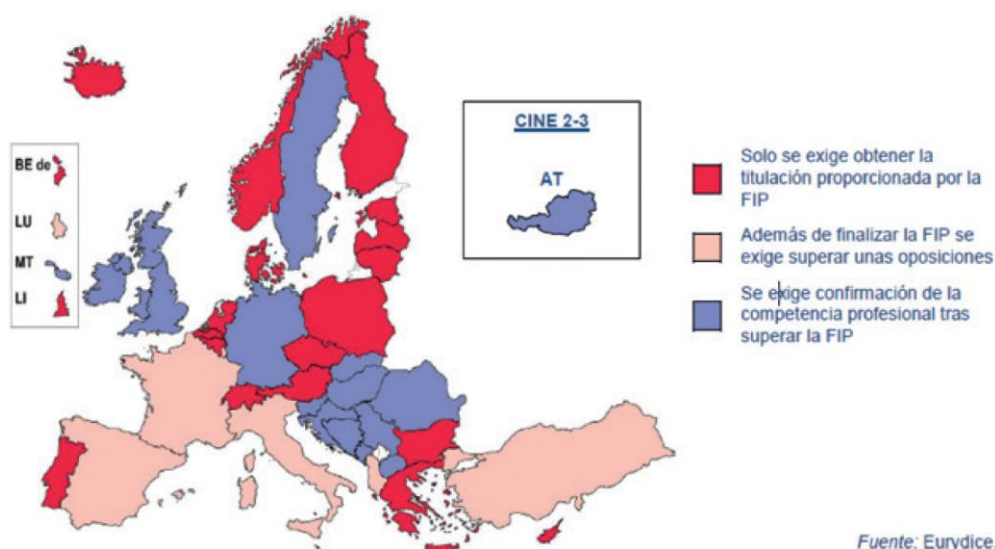 CINE 2-3
AT
BE de
LU
MT
LI
Solo se exige obtener la
titulación proporcionada por la
FIP
Además de finalizar la FIP se
exige superar unas oposiciones
Se exige confirmación de la
competencia profesional tras
superar la FIP
Fuente: Eurydice